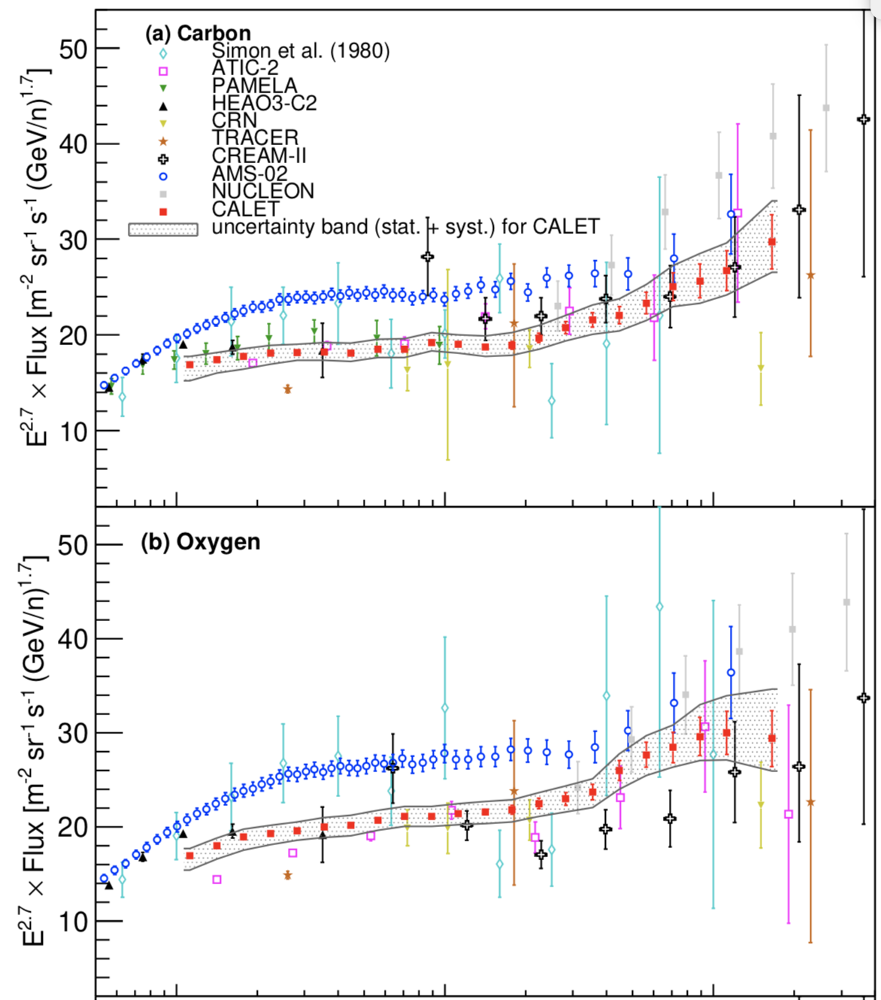 (a) Carbon
Simon et al. (1980)
ATIC-2
PAMELA
HEAO3-C2
CRN
TRACER
CREAM-II
AMS-02
NUCLEON
CALET
uncertainty band (stat. + syst.) for CALET
50
40
30
20
10
E^2.7 × Flux [m^-2 sr^-1 s^-1 (GeV/n)^1.7]
(b) Oxygen
50
40
30
20
10
E^2.7 × Flux [m^-2 sr^-1 s^-1 (GeV/n)^1.7]